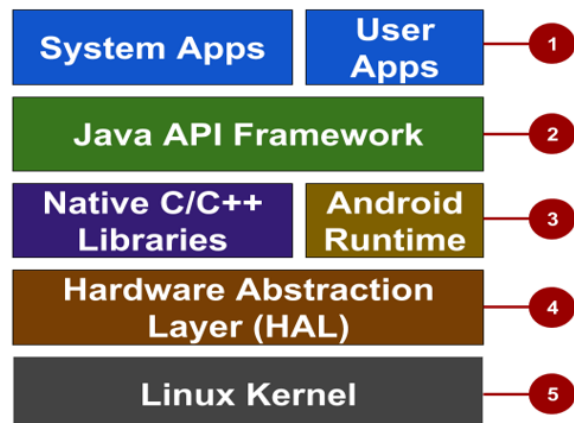 System Apps
User
Apps
1
Java API Framework
2
Native C/C++
Libraries
Android
Runtime
3
Hardware Abstraction
Layer (HAL)
4
Linux Kernel
5